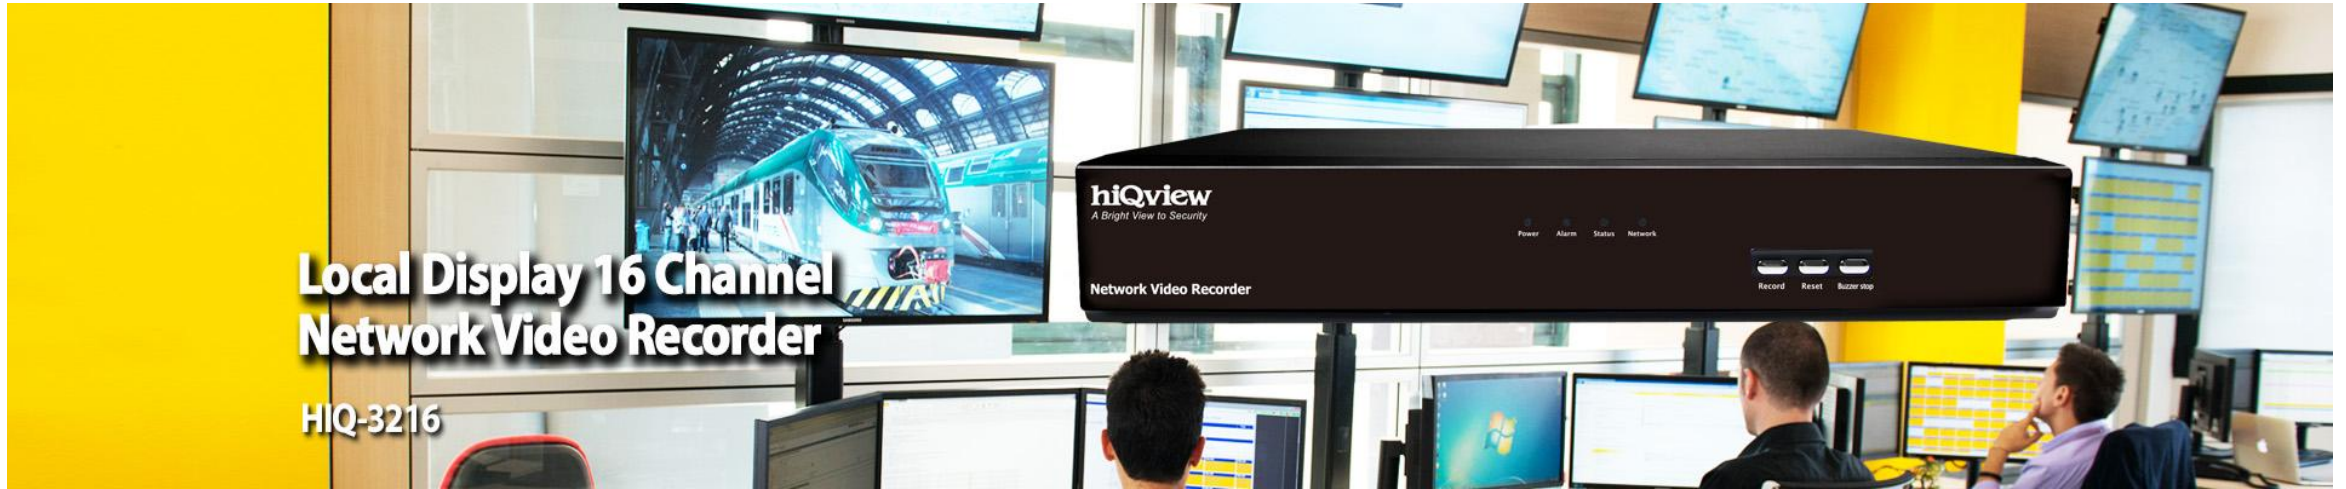 Local Display 16 Channel
Network Video Recorder
HIQ-3216
hiQview
A Bright View to Security
Power Alarm Status Network
Record Reset Buzzer stop
Network Video Recorder
SAMSUNG